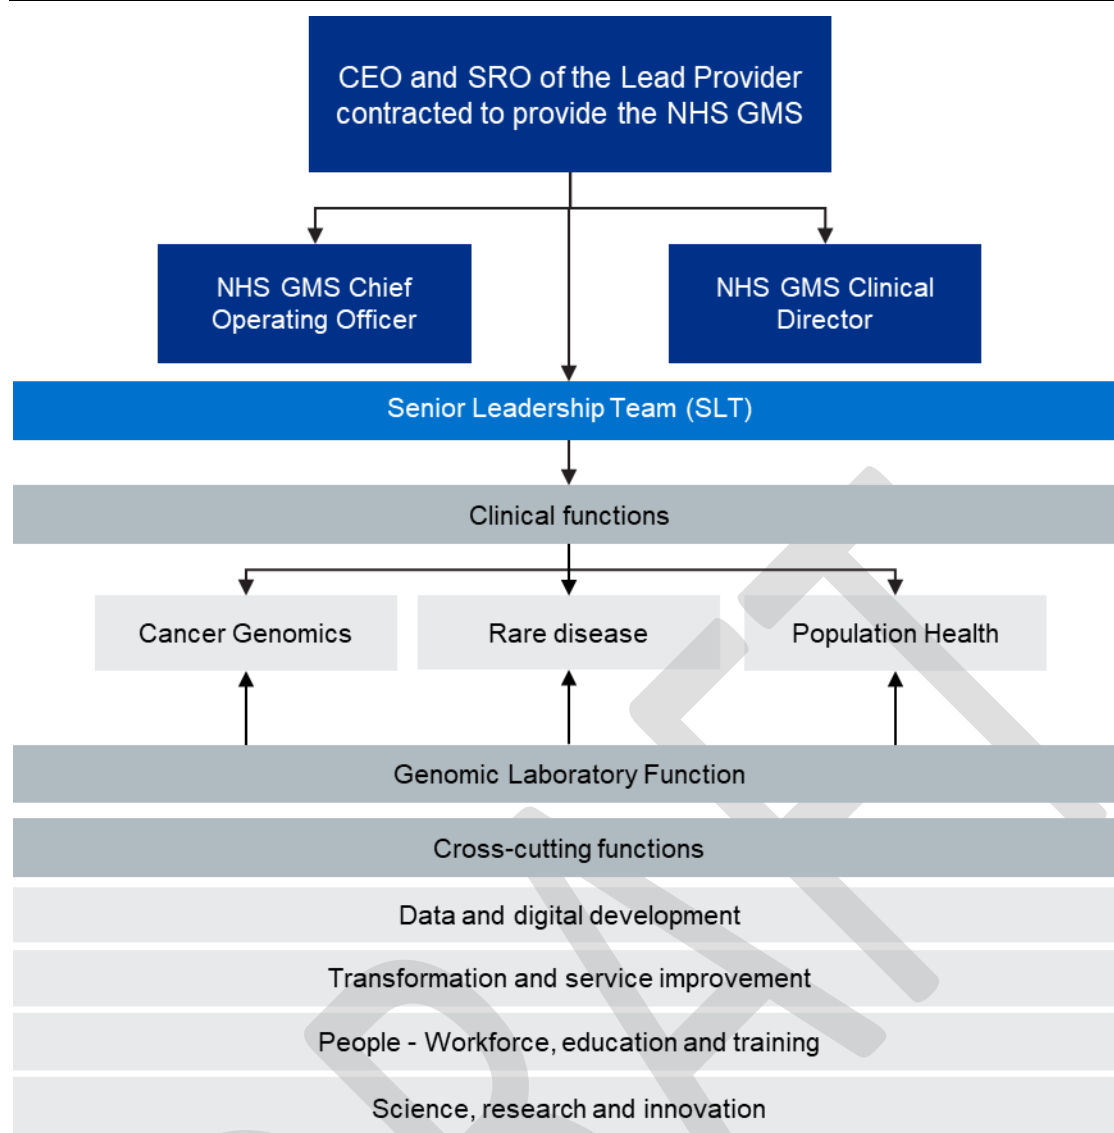 CEO and SRO of the Lead Provider
contracted to provide the NHS GMS
NHS GMS Chief
Operating Officer
NHS GMS Clinical
Director
Senior Leadership Team (SLT)
Clinical functions
Cancer Genomics
Rare disease
Population Health
Genomic Laboratory Function
Cross-cutting functions
Data and digital development
Transformation and service improvement
People - Workforce, education and training
Science, research and innovation
DRAFT